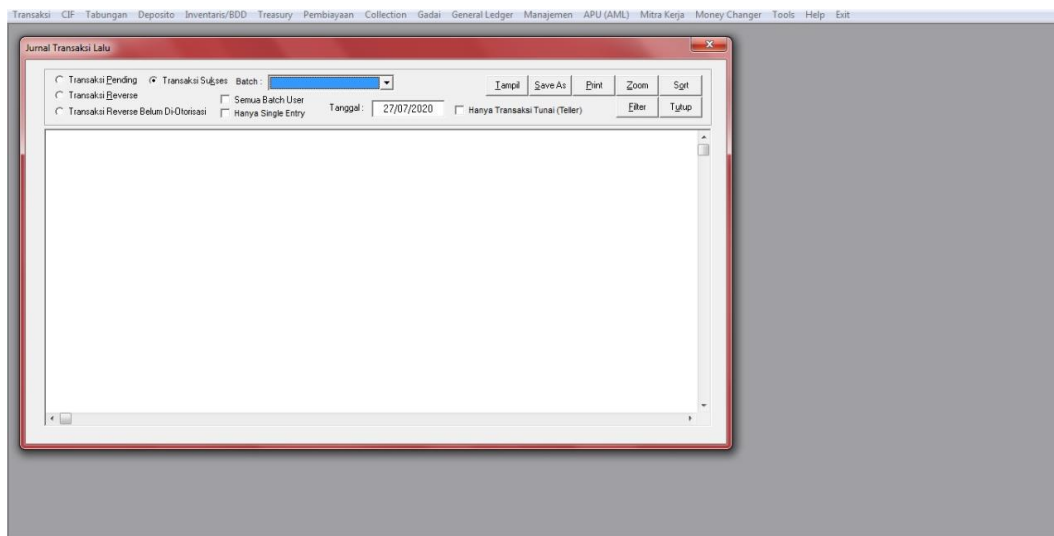 Transaksi CIF Tabungan Deposito Inventaris/BDD Treasury Pembiayaan Collection Gadai General Ledger Manajemen APU (AML) Mitra Kerja Money Changer Tools Help Exit
Jurnal Transaksi Lalu
Transaksi Pending Transaksi Sukses Batch : Tampil Save As Print Zoom Sort
Transaksi Reverse Semua Batch User
Tanggal : 27/07/2020 Hanya Transaksi Tunai (Teller) Filter Tutup
Transaksi Reverse Belum Di-Otorisasi Hanya Single Entry